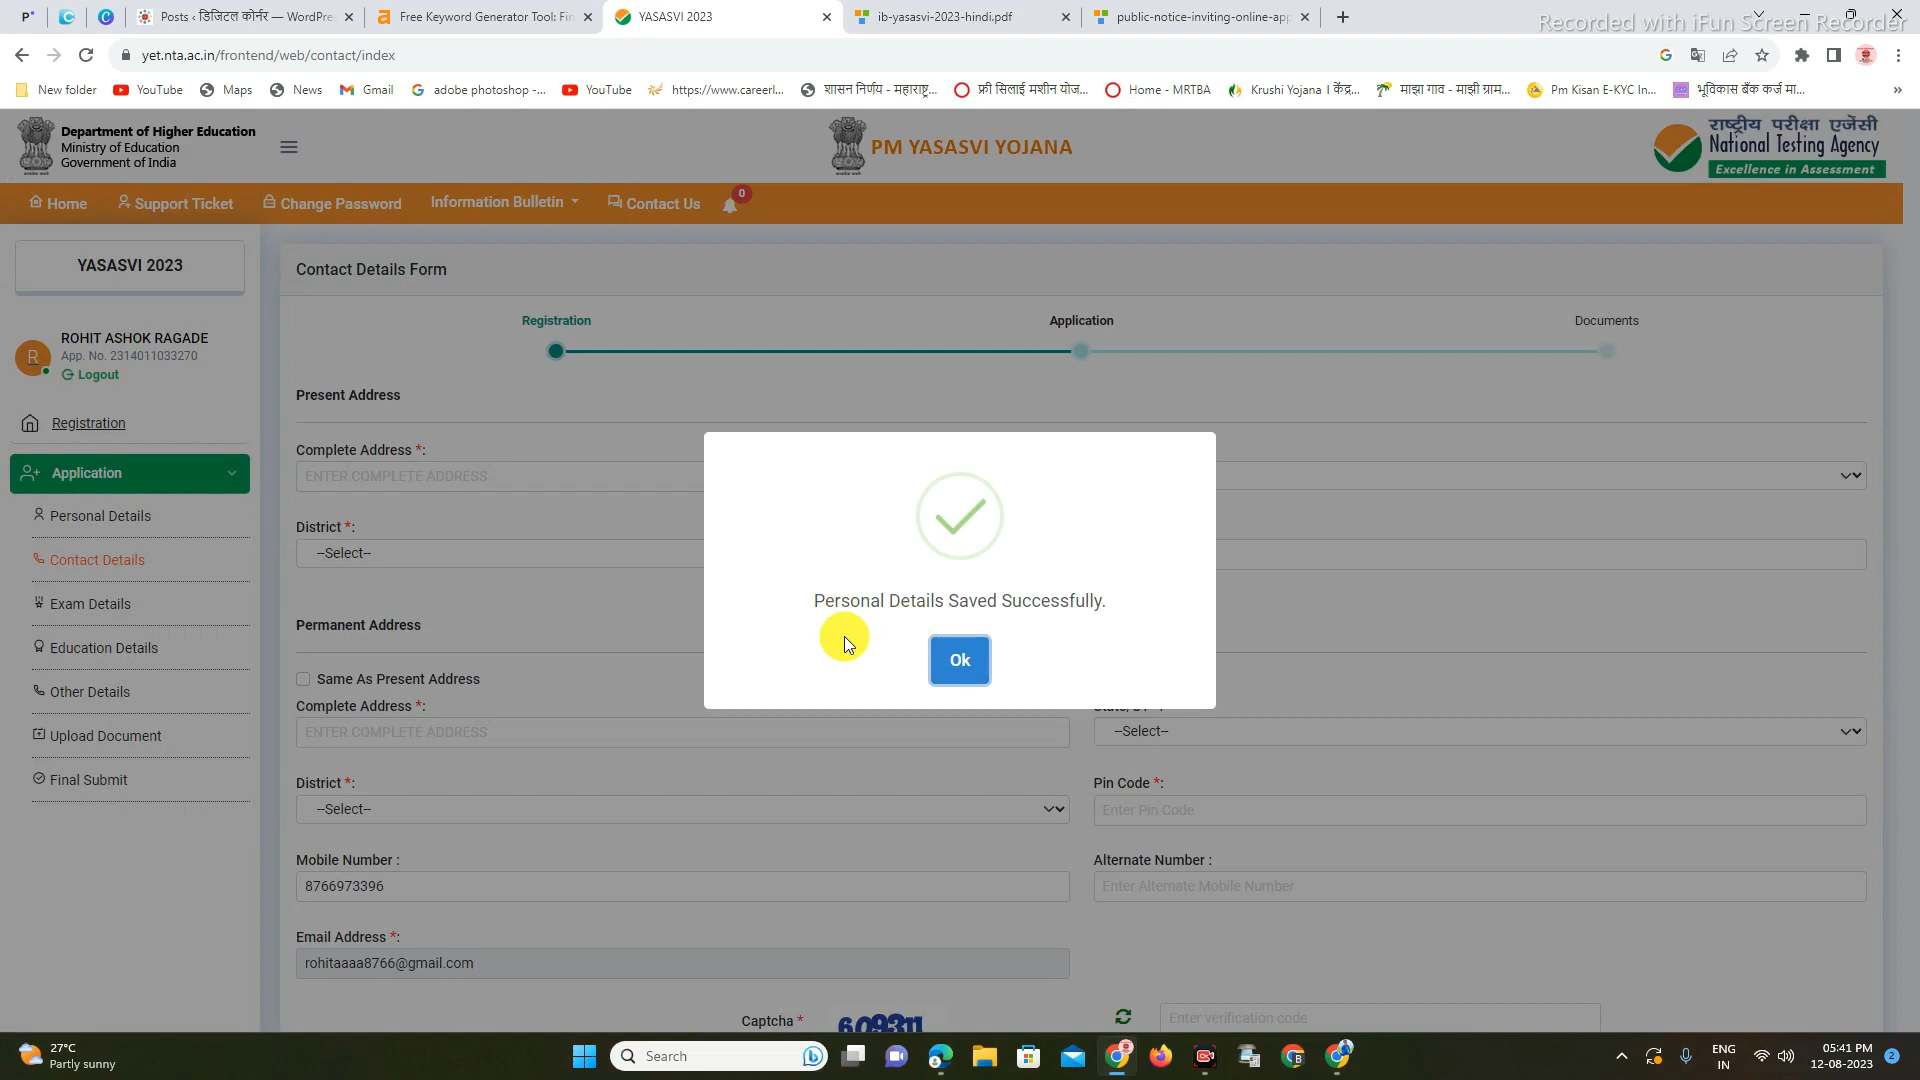 Posts ‹ डिजिटल कोर्नर — WordPre
Free Keyword Generator Tool: Fin
YASASVI 2023
ib-yasasvi-2023-hindi.pdf
public-notice-inviting-online-app
Recorded with iFun Screen Recorder
yet.nta.ac.in/frontend/web/contact/index
New folder
YouTube
Maps
News
Gmail
adobe photoshop -...
YouTube
https://www.careerl...
शासन निर्णय - महाराष्ट्र...
फ्री सिलाई मशीन योज...
Home - MRTBA
Krushi Yojana । केंद्र...
माझा गाव - माझी ग्राम...
Pm Kisan E-KYC In...
भूविकास बँक कर्ज मा...
»
Department of Higher Education
Ministry of Education
Government of India
PM YASASVI YOJANA
राष्ट्रीय परीक्षा एजेंसी
National Testing Agency
Excellence in Assessment
Home
Support Ticket
Change Password
Information Bulletin
Contact Us
0
YASASVI 2023
R
ROHIT ASHOK RAGADE
App. No. 2314011033270
Logout
Registration
Application
Personal Details
Contact Details
Exam Details
Education Details
Other Details
Upload Document
Final Submit
Contact Details Form
Registration
Application
Documents
Present Address
Complete Address *:
ENTER COMPLETE ADDRESS
District *:
--Select--
Personal Details Saved Successfully.
Ok
Permanent Address
Same As Present Address
Complete Address *:
ENTER COMPLETE ADDRESS
--Select--
District *:
--Select--
Pin Code *:
Enter Pin Code
Mobile Number :
8766973396
Alternate Number :
Enter Alternate Mobile Number
Email Address *:
rohitaaaa8766@gmail.com
Captcha *
609311
Enter verification code
27°C
Partly sunny
Search
ENG
IN
05:41 PM
12-08-2023
2